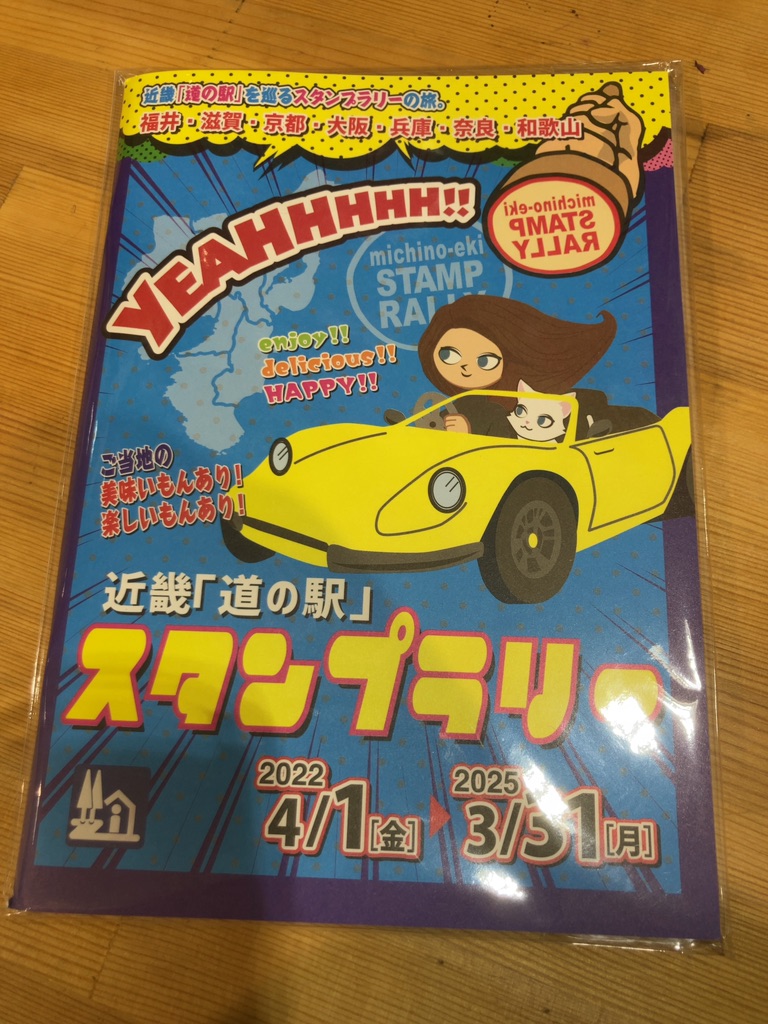 近畿「道の駅」を巡るスタンプラリーの旅。
福井・滋賀・京都・大阪・兵庫・奈良・和歌山
YEAHHHHH!!
michino-eki
STAMP
RALLY
michino-eki
STAMP
RALLY
enjoy!!
delicious!!
HAPPY!!
ご当地の
美味いもんあり!
楽しいもんあり!
近畿「道の駅」
スタンプラリー
2022
4/1[金]
2025
3/31[月]